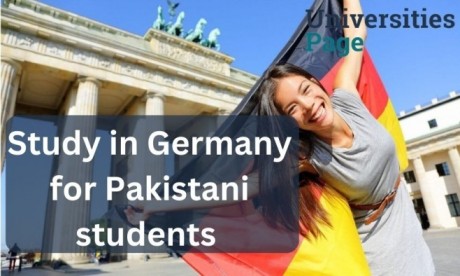 Universities
Page
Study in Germany
for Pakistani
students